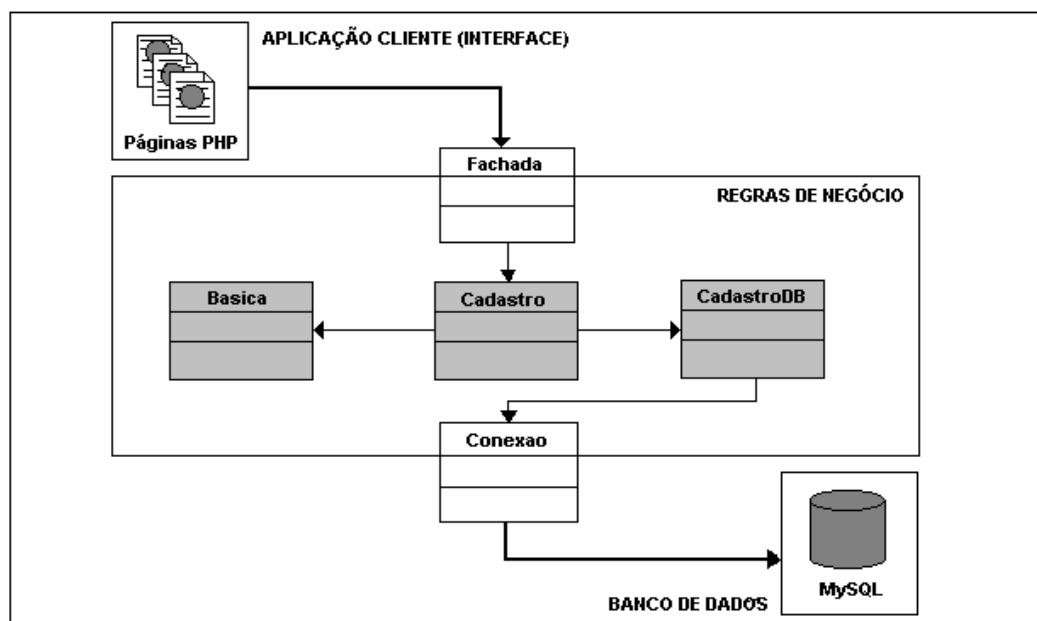 APLICAÇÃO CLIENTE (INTERFACE)
Páginas PHP
Fachada
REGRAS DE NEGÓCIO
Basica
Cadastro
CadastroDB
Conexao
MySQL
BANCO DE DADOS